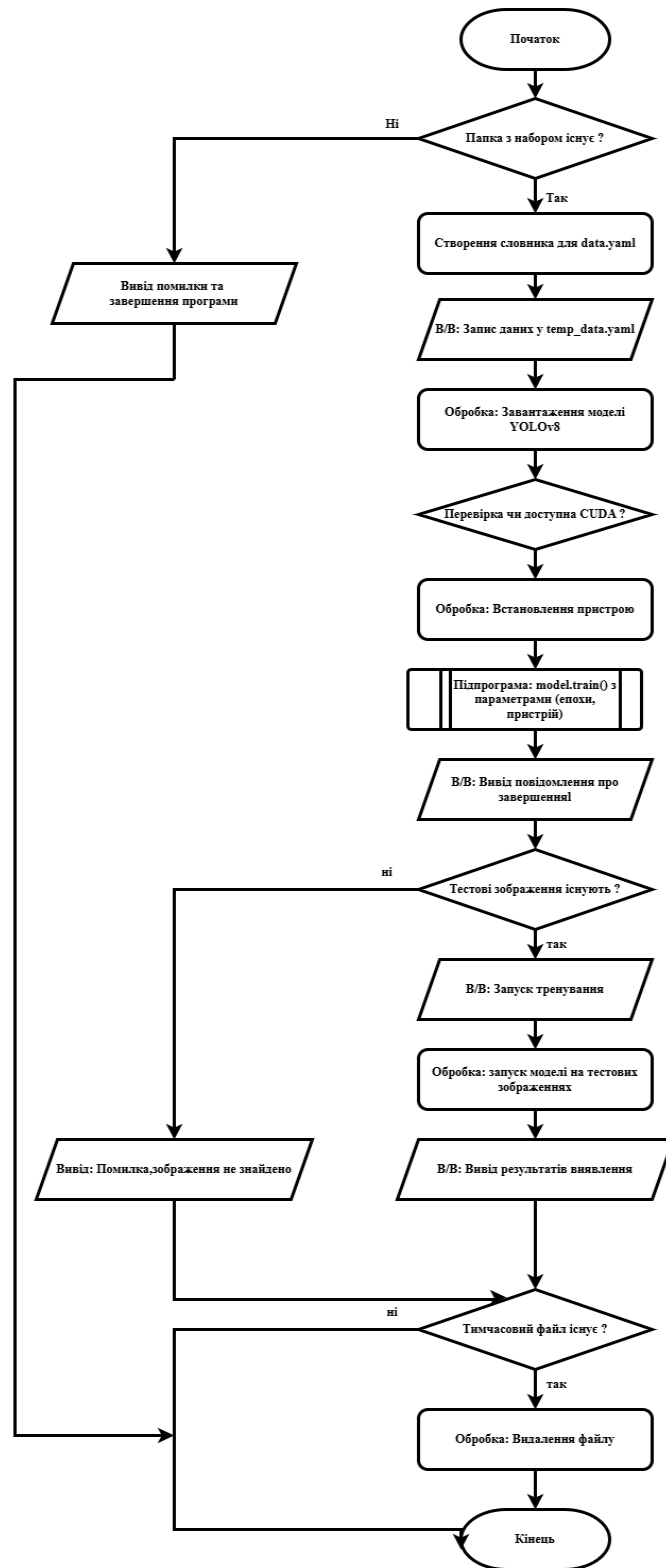 Початок
Ні
Папка з набором існує ?
Так
Створення словника для data.yaml
Вивід помилки та
завершення програми
В/В: Запис даних у temp_data.yaml
Обробка: Завантаження моделі
YOLOv8
Перевірка чи доступна CUDA ?
Обробка: Встановлення пристрою
Підпрограма: model.train() з
параметрами (епохи,
пристрій)
В/В: Вивід повідомлення про
завершенняl
ні
Тестові зображення існують ?
так
В/В: Запуск тренування
Обробка: запуск моделі на тестових
зображеннях
Вивід: Помилка,зображення не знайдено
В/В: Вивід результатів виявлення
ні
Тимчасовий файл існує ?
так
Обробка: Видалення файлу
Кінець